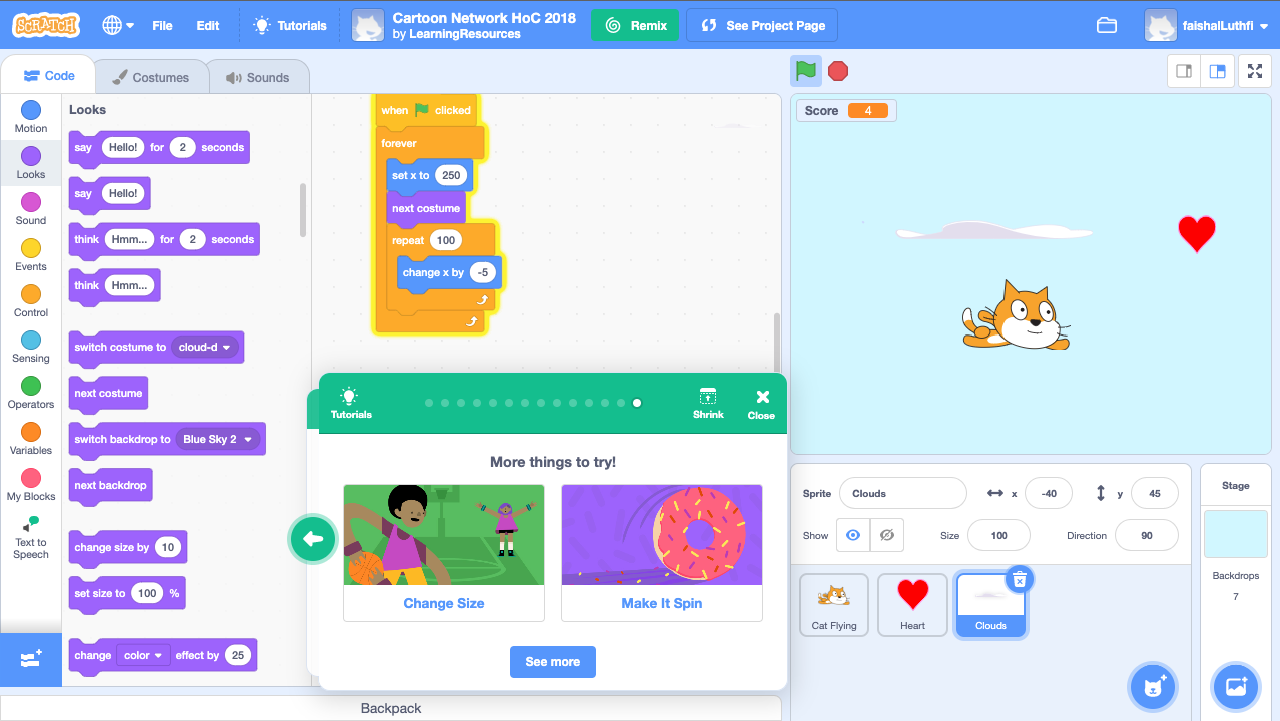 SCRATCH
File
Edit
Tutorials
Cartoon Network HoC 2018
by LearningResources
Remix
See Project Page
faishalLuthfi
Code
Costumes
Sounds
Motion
Looks
Sound
Events
Control
Sensing
Operators
Variables
My Blocks
Text to
Speech
Looks
say Hello! for 2 seconds
say Hello!
think Hmm... for 2 seconds
think Hmm...
switch costume to cloud-d
next costume
switch backdrop to Blue Sky 2
next backdrop
change size by 10
set size to 100 %
change color effect by 25
when clicked
forever
set x to 250
next costume
repeat 100
change x by -5
Tutorials
Shrink
Close
More things to try!
Change Size
Make It Spin
See more
Backpack
Score 4
Sprite Clouds x -40 y 45
Show Size 100 Direction 90
Cat Flying
Heart
Clouds
Stage
Backdrops
7